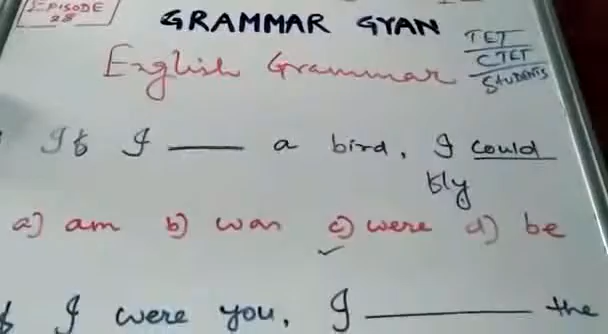 EPISODE
28
GRAMMAR GYAN
English Grammar
TET
CTET
STUDENTS
If I ____ a bird, I could
fly
a) am b) was c) were d) be
I were you, I ________ the